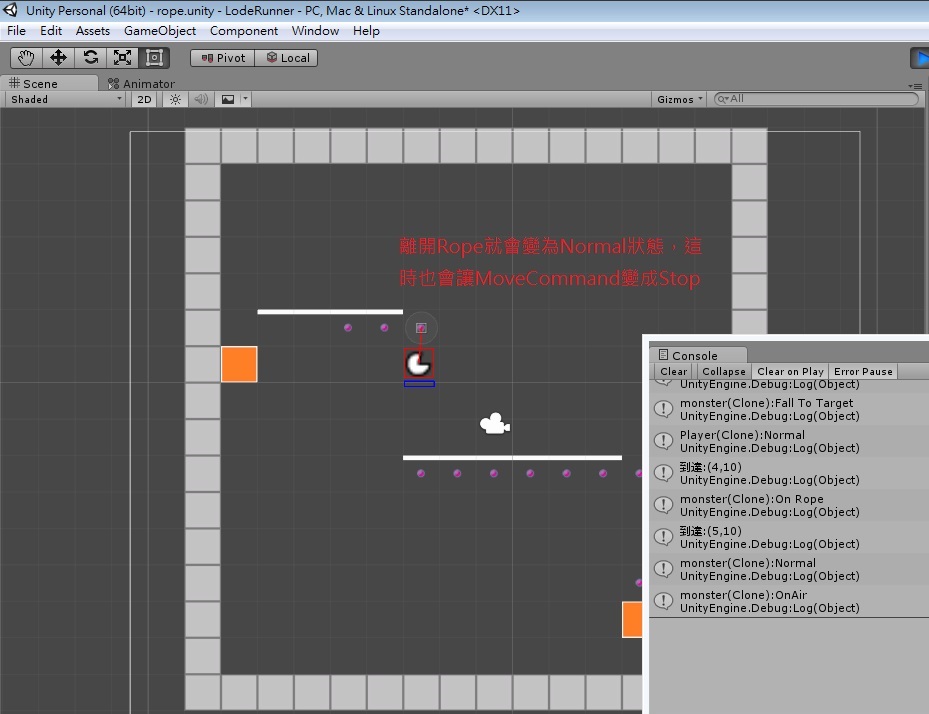 Unity Personal (64bit) - rope.unity - LodeRunner - PC, Mac & Linux Standalone* <DX11>
File Edit Assets GameObject Component Window Help
Pivot Local
Scene Animator
Shaded 2D Gizmos All
離開Rope就會變為Normal狀態，這
時也會讓MoveCommand變成Stop
Console
Clear Collapse Clear on Play Error Pause
UnityEngine.Debug:Log(Object)
monster(Clone):Fall To Target
UnityEngine.Debug:Log(Object)
Player(Clone):Normal
UnityEngine.Debug:Log(Object)
到達:(4,10)
UnityEngine.Debug:Log(Object)
monster(Clone):On Rope
UnityEngine.Debug:Log(Object)
到達:(5,10)
UnityEngine.Debug:Log(Object)
monster(Clone):Normal
UnityEngine.Debug:Log(Object)
monster(Clone):OnAir
UnityEngine.Debug:Log(Object)